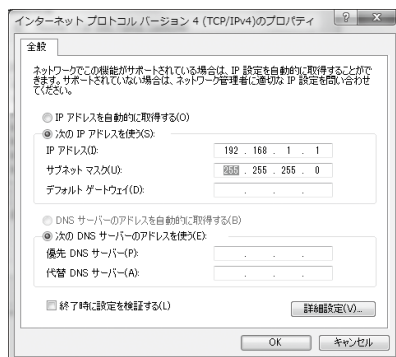 インターネット プロトコル バージョン 4 (TCP/IPv4)のプロパティ
全般
ネットワークでこの機能がサポートされている場合は、IP 設定を自動的に取得することがで
きます。サポートされていない場合は、ネットワーク管理者に適切な IP 設定を問い合わせ
てください。
IP アドレスを自動的に取得する(O)
次の IP アドレスを使う(S):
IP アドレス(I): 192 . 168 . 1 . 1
サブネット マスク(U): 255 . 255 . 255 . 0
デフォルト ゲートウェイ(D): . . .
DNS サーバーのアドレスを自動的に取得する(B)
次の DNS サーバーのアドレスを使う(E):
優先 DNS サーバー(P): . . .
代替 DNS サーバー(A): . . .
終了時に設定を検証する(L)
詳細設定(V)...
OK キャンセル